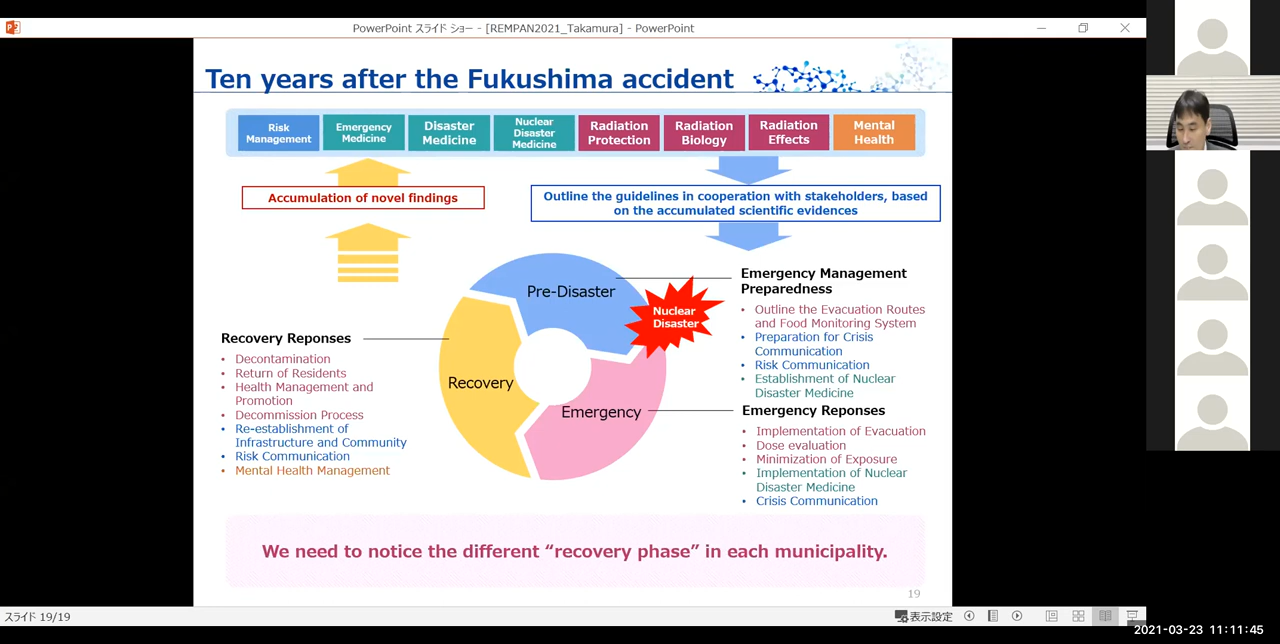 PowerPoint スライド ショー - [REMPAN2021_Takamura] - PowerPoint
Ten years after the Fukushima accident
Risk
Management
Emergency
Medicine
Disaster
Medicine
Nuclear
Disaster
Medicine
Radiation
Protection
Radiation
Biology
Radiation
Effects
Mental
Health
Accumulation of novel findings
Outline the guidelines in cooperation with stakeholders, based
on the accumulated scientific evidences
Pre-Disaster
Nuclear
Disaster
Recovery
Emergency
Emergency Management
Preparedness
• Outline the Evacuation Routes
and Food Monitoring System
• Preparation for Crisis
Communication
• Risk Communication
• Establishment of Nuclear
Disaster Medicine
Emergency Reponses
• Implementation of Evacuation
• Dose evaluation
• Minimization of Exposure
• Implementation of Nuclear
Disaster Medicine
• Crisis Communication
Recovery Reponses
• Decontamination
• Return of Residents
• Health Management and
Promotion
• Decommission Process
• Re-establishment of
Infrastructure and Community
• Risk Communication
• Mental Health Management
We need to notice the different “recovery phase” in each municipality.
19
スライド 19/19
表示設定
2021-03-23 11:11:45